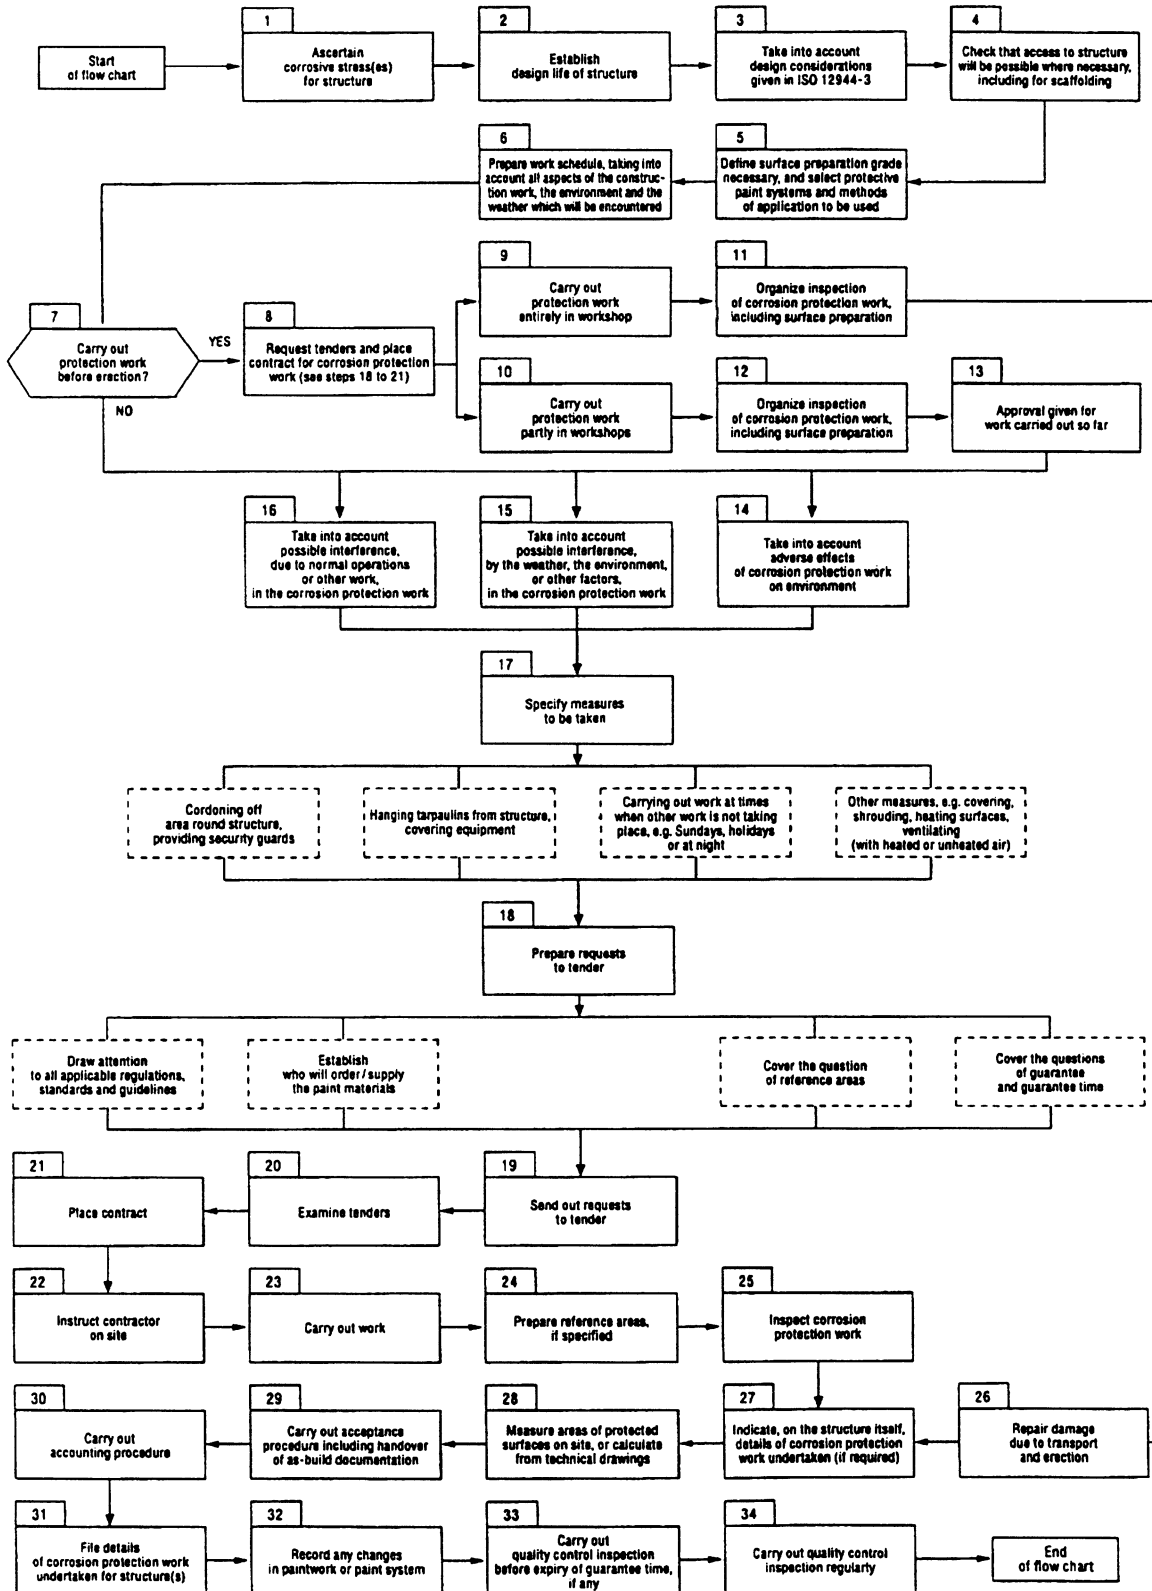 Start
of flow chart
1
Ascertain
corrosive stress(es)
for structure
2
Establish
design life of structure
3
Take into account
design considerations
given in ISO 12944-3
4
Check that access to structure
will be possible where necessary,
including for scaffolding
6
Prepare work schedule, taking into
account all aspects of the construc-
tion work, the environment and the
weather which will be encountered
5
Define surface preparation grade
necessary, and select protective
paint systems and methods
of application to be used
9
Carry out
protection work
entirely in workshop
11
Organize inspection
of corrosion protection work,
including surface preparation
7
Carry out
protection work
before erection?
YES
NO
8
Request tenders and place
contract for corrosion protection
work (see steps 18 to 21)
10
Carry out
protection work
partly in workshops
12
Organize inspection
of corrosion protection work,
including surface preparation
13
Approval given for
work carried out so far
16
Take into account
possible interference,
due to normal operations
or other work,
in the corrosion protection work
15
Take into account
possible interference,
by the weather, the environment,
or other factors,
in the corrosion protection work
14
Take into account
adverse effects
of corrosion protection work
on environment
17
Specify measures
to be taken
Cordoning off
area round structure,
providing security guards
Hanging tarpaulins from structure,
covering equipment
Carrying out work at times
when other work is not taking
place, e.g. Sundays, holidays
or at night
Other measures, e.g. covering,
shrouding, heating surfaces,
ventilating
(with heated or unheated air)
18
Prepare requests
to tender
Draw attention
to all applicable regulations,
standards and guidelines
Establish
who will order/supply
the paint materials
Cover the question
of reference areas
Cover the questions
of guarantee
and guarantee time
21
Place contract
20
Examine tenders
19
Send out requests
to tender
22
Instruct contractor
on site
23
Carry out work
24
Prepare reference areas,
if specified
25
Inspect corrosion
protection work
30
Carry out
accounting procedure
29
Carry out acceptance
procedure including handover
of as-build documentation
28
Measure areas of protected
surfaces on site, or calculate
from technical drawings
27
Indicate, on the structure itself,
details of corrosion protection
work undertaken (if required)
26
Repair damage
due to transport
and erection
31
File details
of corrosion protection work
undertaken for structure(s)
32
Record any changes
in paintwork or paint system
33
Carry out
quality control inspection
before expiry of guarantee time,
if any
34
Carry out quality control
inspection regularly
End
of flow chart